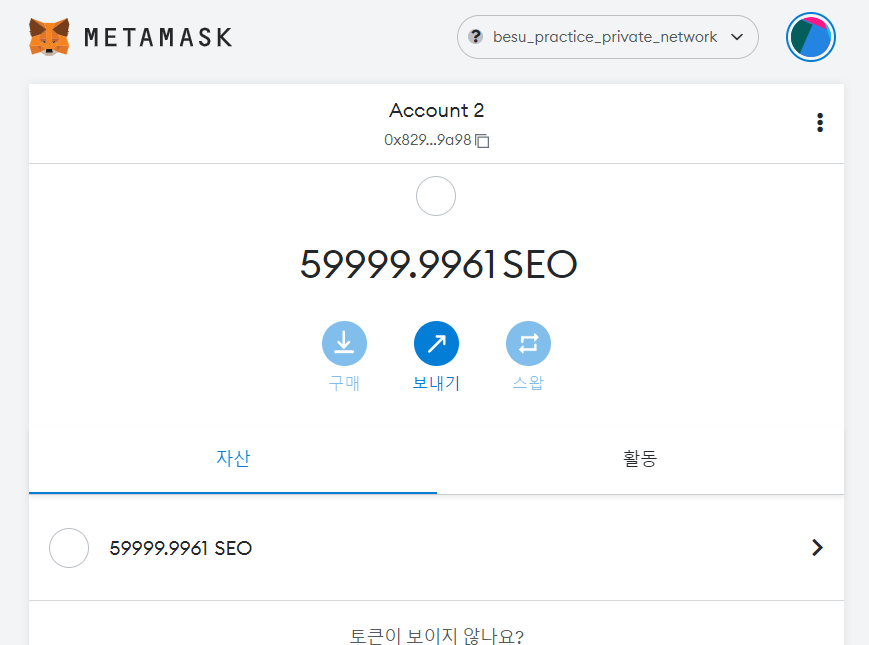 METAMASK
? besu_practice_private_network
Account 2
0x829...9a98
59999.9961 SEO
구매 보내기 스왑
자산 활동
59999.9961 SEO
토큰이 보이지 않나요?